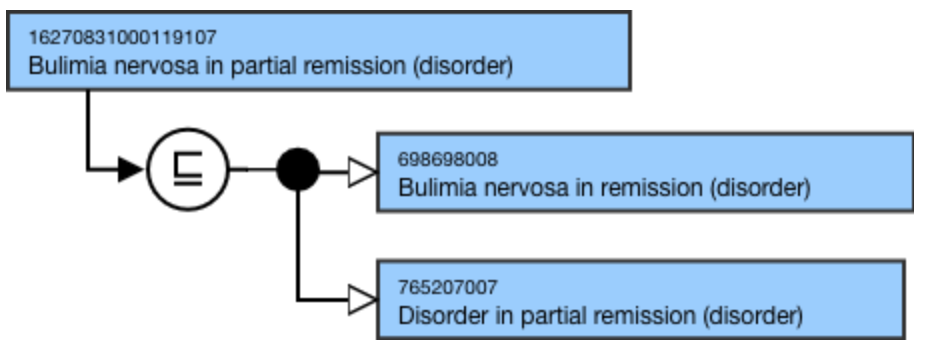 16270831000119107
Bulimia nervosa in partial remission (disorder)
⊑
698698008
Bulimia nervosa in remission (disorder)
765207007
Disorder in partial remission (disorder)